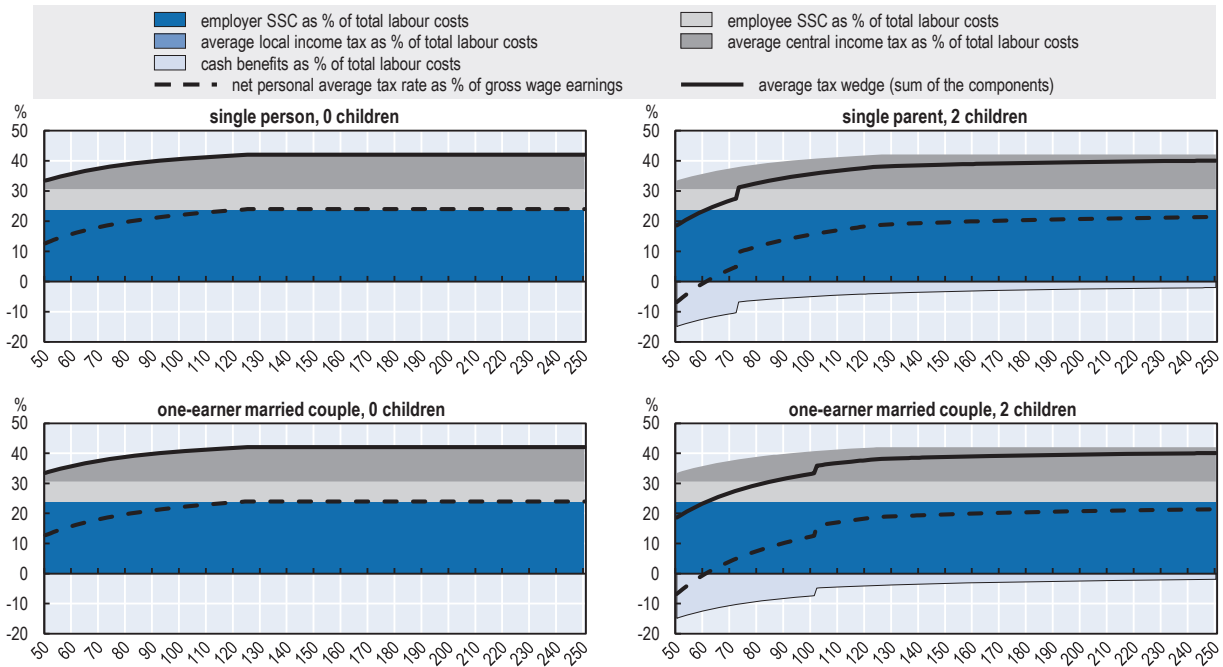 employer SSC as % of total labour costs
employee SSC as % of total labour costs
average local income tax as % of total labour costs
average central income tax as % of total labour costs
cash benefits as % of total labour costs
net personal average tax rate as % of gross wage earnings
average tax wedge (sum of the components)
%
single person, 0 children
50
40
30
20
10
0
-10
-20
50 60 70 80 90 100 110 120 130 140 150 160 170 180 190 200 210 220 230 240 250
%
single parent, 2 children
50
40
30
20
10
0
-10
-20
50 60 70 80 90 100 110 120 130 140 150 160 170 180 190 200 210 220 230 240 250
%
one-earner married couple, 0 children
50
40
30
20
10
0
-10
-20
50 60 70 80 90 100 110 120 130 140 150 160 170 180 190 200 210 220 230 240 250
%
one-earner married couple, 2 children
50
40
30
20
10
0
-10
-20
50 60 70 80 90 100 110 120 130 140 150 160 170 180 190 200 210 220 230 240 250